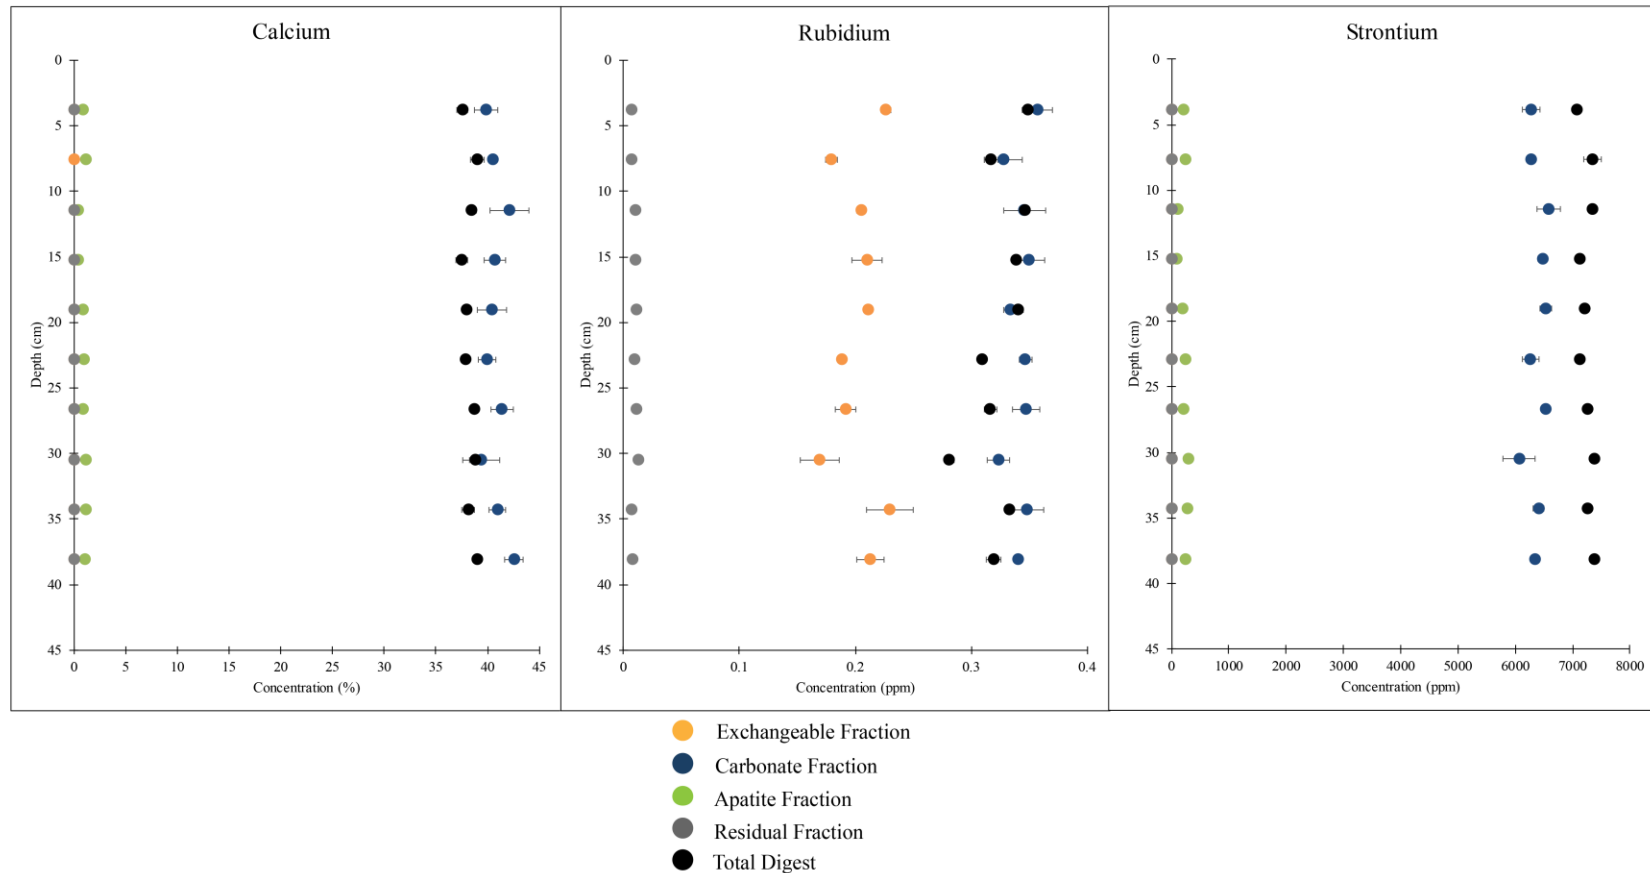 Calcium
0
5
10
15
20
25
30
35
40
45
Depth (cm)
0 5 10 15 20 25 30 35 40 45
Concentration (%)
Rubidium
0
5
10
15
20
25
30
35
40
45
Depth (cm)
0 0.1 0.2 0.3 0.4
Concentration (ppm)
Strontium
0
5
10
15
20
25
30
35
40
45
Depth (cm)
0 1000 2000 3000 4000 5000 6000 7000 8000
Concentration (ppm)
Exchangeable Fraction
Carbonate Fraction
Apatite Fraction
Residual Fraction
Total Digest